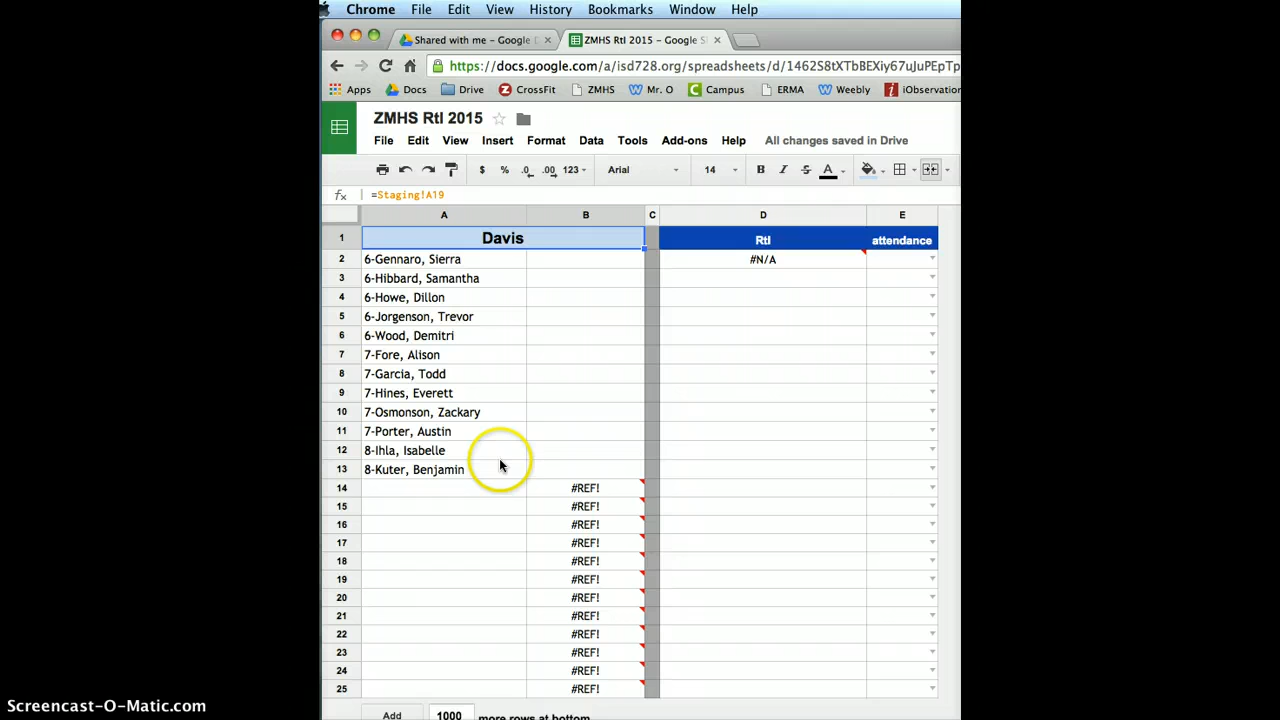 Chrome File Edit View History Bookmarks Window Help
Shared with me – Google D × ZMHS RtI 2015 – Google S ×
https://docs.google.com/a/isd728.org/spreadsheets/d/1462S8tXTbBEXiy67uJuPEpTp
Apps Docs Drive CrossFit ZMHS Mr. O Campus ERMA Weebly iObservation
ZMHS RtI 2015
File Edit View Insert Format Data Tools Add-ons Help All changes saved in Drive
$ % .0 .00 123 Arial 14 B I S A
fx =Staging!A19
A B C D E
1 Davis RtI attendance
2 6-Gennaro, Sierra #N/A
3 6-Hibbard, Samantha
4 6-Howe, Dillon
5 6-Jorgenson, Trevor
6 6-Wood, Demitri
7 7-Fore, Alison
8 7-Garcia, Todd
9 7-Hines, Everett
10 7-Osmonson, Zackary
11 7-Porter, Austin
12 8-Ihla, Isabelle
13 8-Kuter, Benjamin
14 #REF!
15 #REF!
16 #REF!
17 #REF!
18 #REF!
19 #REF!
20 #REF!
21 #REF!
22 #REF!
23 #REF!
24 #REF!
25 #REF!
Add 1000 more rows at bottom
Screencast-O-Matic.com